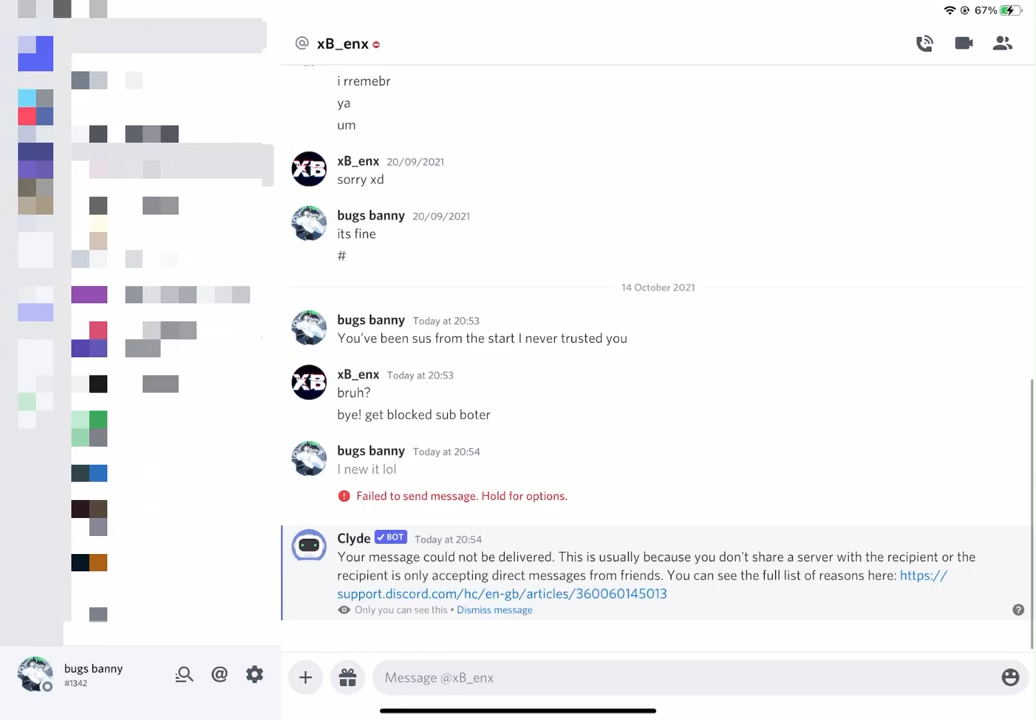 67%
@ xB_enx
i rremebr
ya
um
xB_enx 20/09/2021
sorry xd
bugs banny 20/09/2021
its fine
#
14 October 2021
bugs banny Today at 20:53
You've been sus from the start I never trusted you
xB_enx Today at 20:53
bruh?
bye! get blocked sub boter
bugs banny Today at 20:54
I new it lol
! Failed to send message. Hold for options.
Clyde ✓ BOT Today at 20:54
Your message could not be delivered. This is usually because you don't share a server with the recipient or the
recipient is only accepting direct messages from friends. You can see the full list of reasons here: https://
support.discord.com/hc/en-gb/articles/360060145013
Only you can see this • Dismiss message
?
bugs banny
#1342
@
+
Message @xB_enx
XB
XB